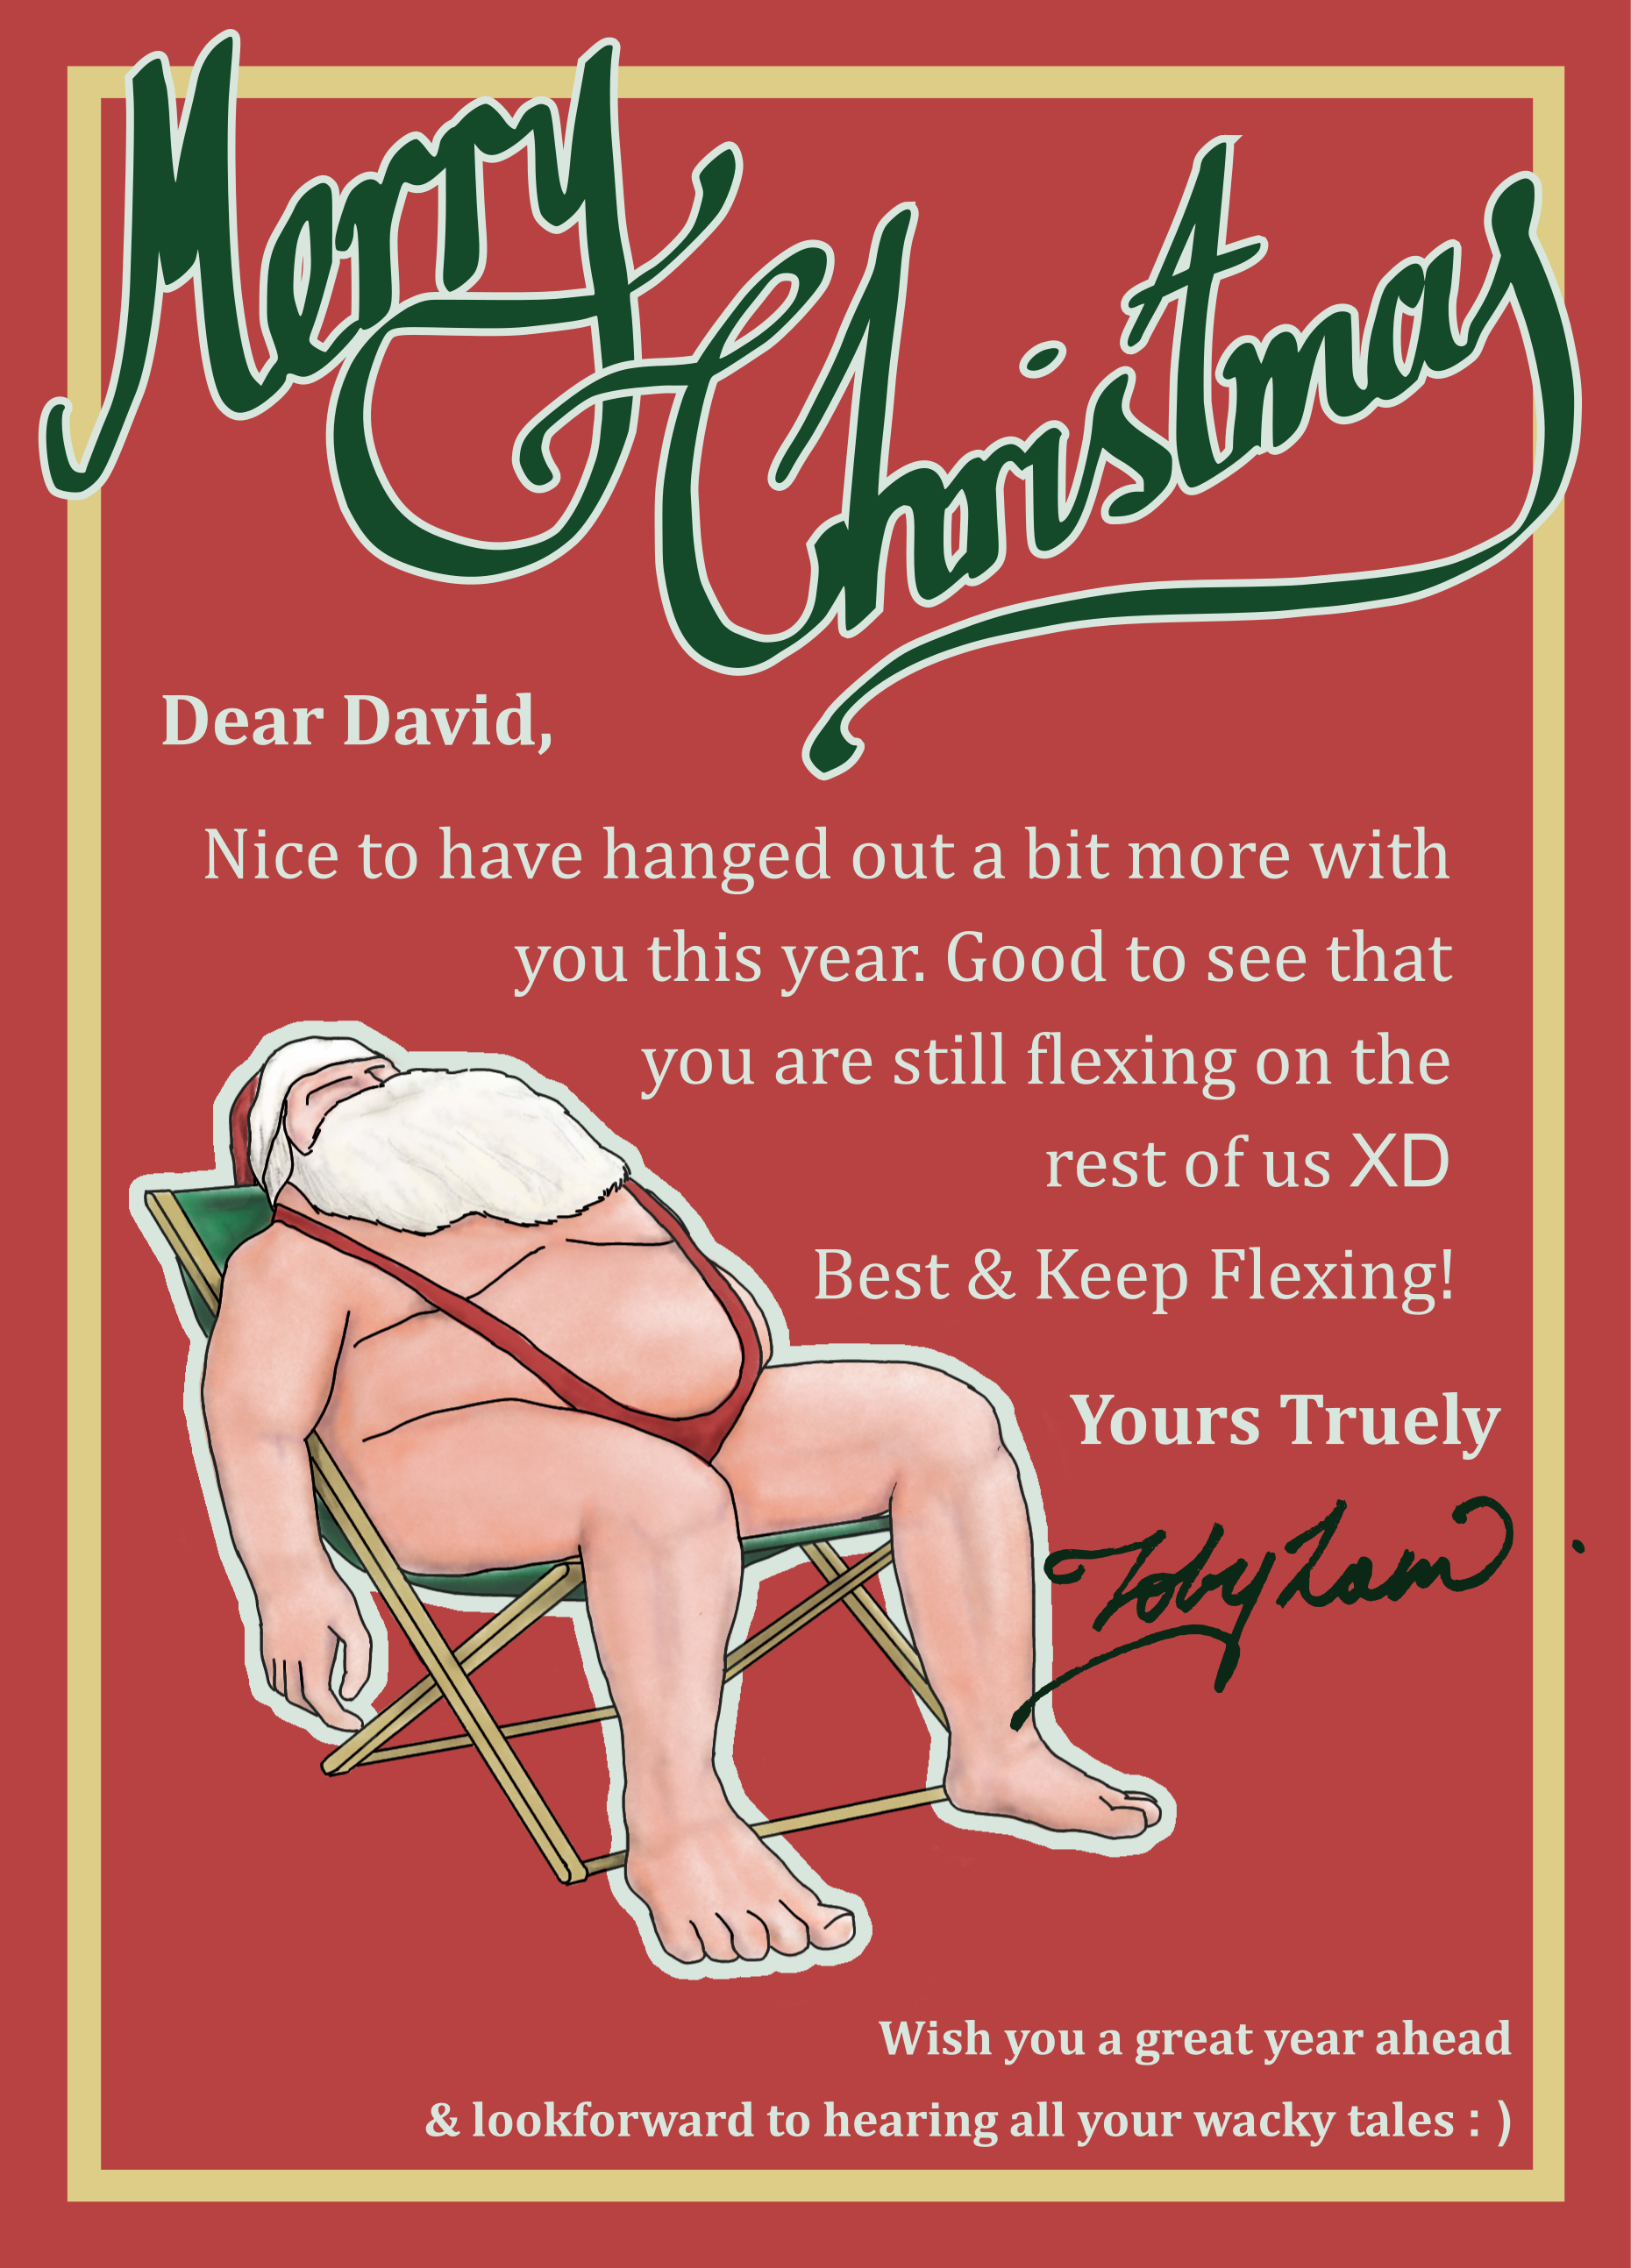 Merry
Christmas
Dear David,
Nice to have hanged out a bit more with
you this year. Good to see that
you are still flexing on the
rest of us XD
Best & Keep Flexing!
Yours Truely
Toby Lam
Wish you a great year ahead
& lookforward to hearing all your wacky tales : )